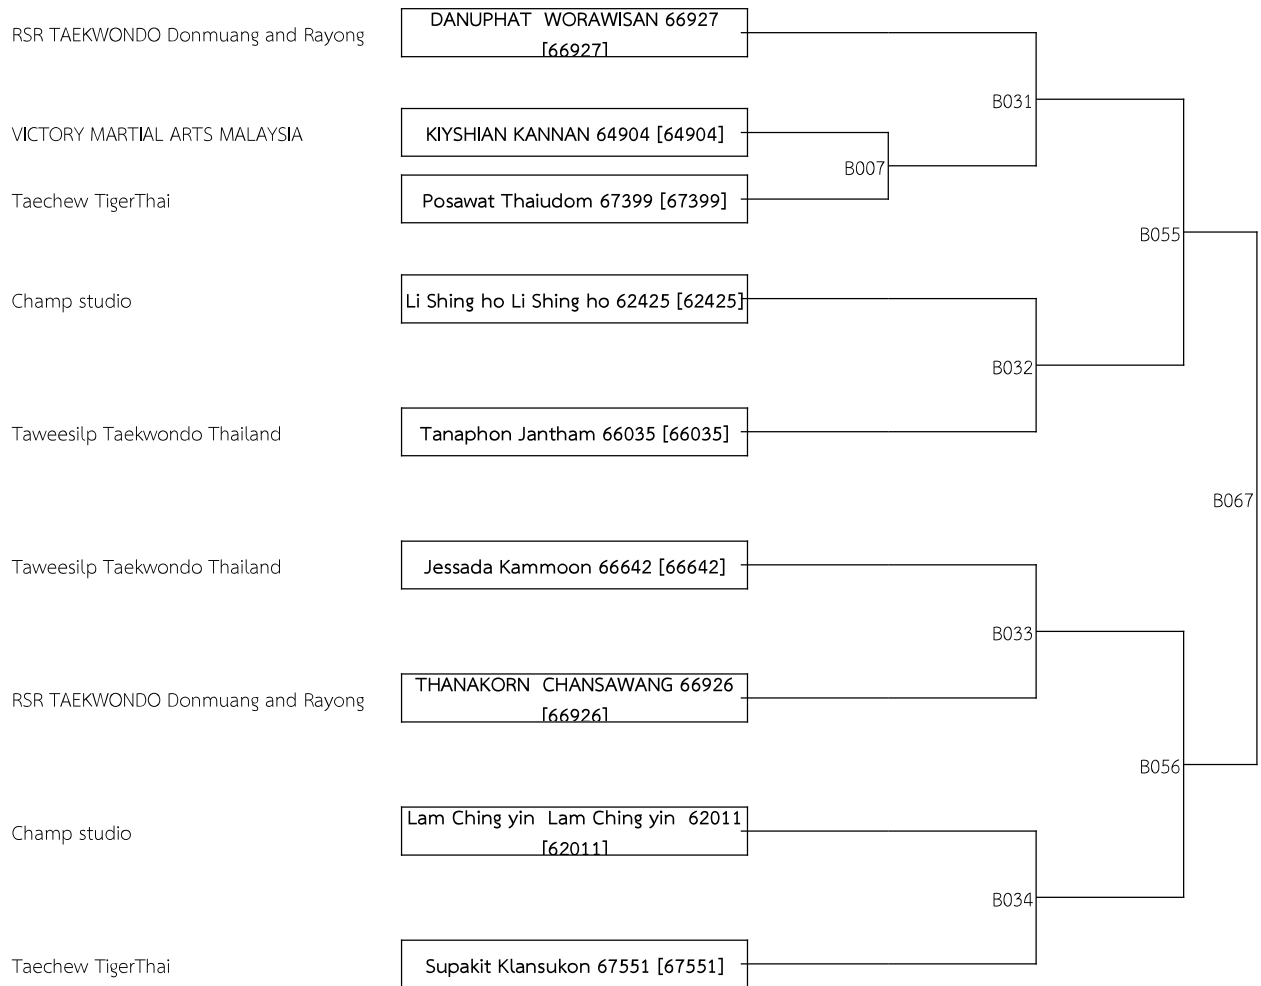 RSR TAEKWONDO Donmuang and Rayong
DANUPHAT WORAWISAN 66927
[66927]
B031
VICTORY MARTIAL ARTS MALAYSIA
KIYSHIAN KANNAN 64904 [64904]
B007
Taechew TigerThai
Posawat Thaiudom 67399 [67399]
B055
Champ studio
Li Shing ho Li Shing ho 62425 [62425]
B032
Taweesilp Taekwondo Thailand
Tanaphon Jantham 66035 [66035]
B067
Taweesilp Taekwondo Thailand
Jessada Kammoon 66642 [66642]
B033
RSR TAEKWONDO Donmuang and Rayong
THANAKORN CHANSAWANG 66926
[66926]
B056
Champ studio
Lam Ching yin Lam Ching yin 62011
[62011]
B034
Taechew TigerThai
Supakit Klansukon 67551 [67551]